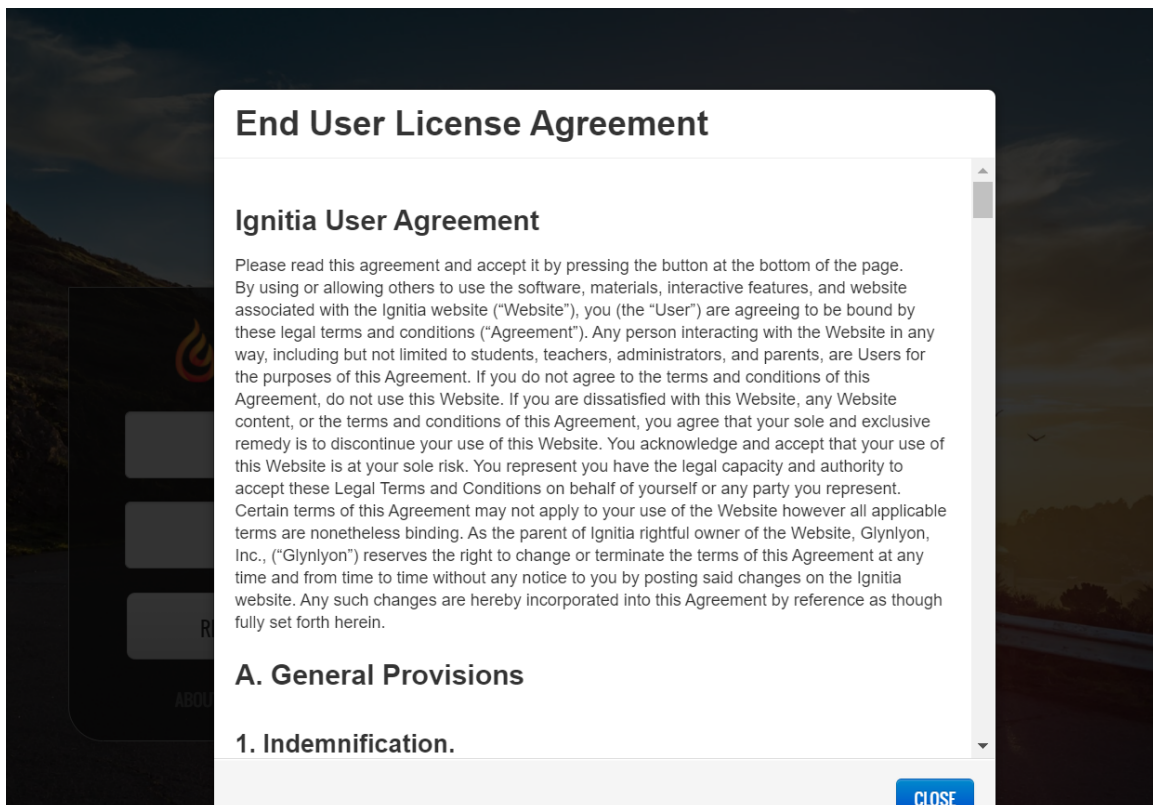 End User License Agreement
Ignitia User Agreement
Please read this agreement and accept it by pressing the button at the bottom of the page.
By using or allowing others to use the software, materials, interactive features, and website
associated with the Ignitia website (“Website”), you (the “User”) are agreeing to be bound by
these legal terms and conditions (“Agreement”). Any person interacting with the Website in any
way, including but not limited to students, teachers, administrators, and parents, are Users for
the purposes of this Agreement. If you do not agree to the terms and conditions of this
Agreement, do not use this Website. If you are dissatisfied with this Website, any Website
content, or the terms and conditions of this Agreement, you agree that your sole and exclusive
remedy is to discontinue your use of this Website. You acknowledge and accept that your use of
this Website is at your sole risk. You represent you have the legal capacity and authority to
accept these Legal Terms and Conditions on behalf of yourself or any party you represent.
Certain terms of this Agreement may not apply to your use of the Website however all applicable
terms are nonetheless binding. As the parent of Ignitia rightful owner of the Website, Glynlyon,
Inc., (“Glynlyon”) reserves the right to change or terminate the terms of this Agreement at any
time and from time to time without any notice to you by posting said changes on the Ignitia
website. Any such changes are hereby incorporated into this Agreement by reference as though
fully set forth herein.
A. General Provisions
1. Indemnification.
CLOSE